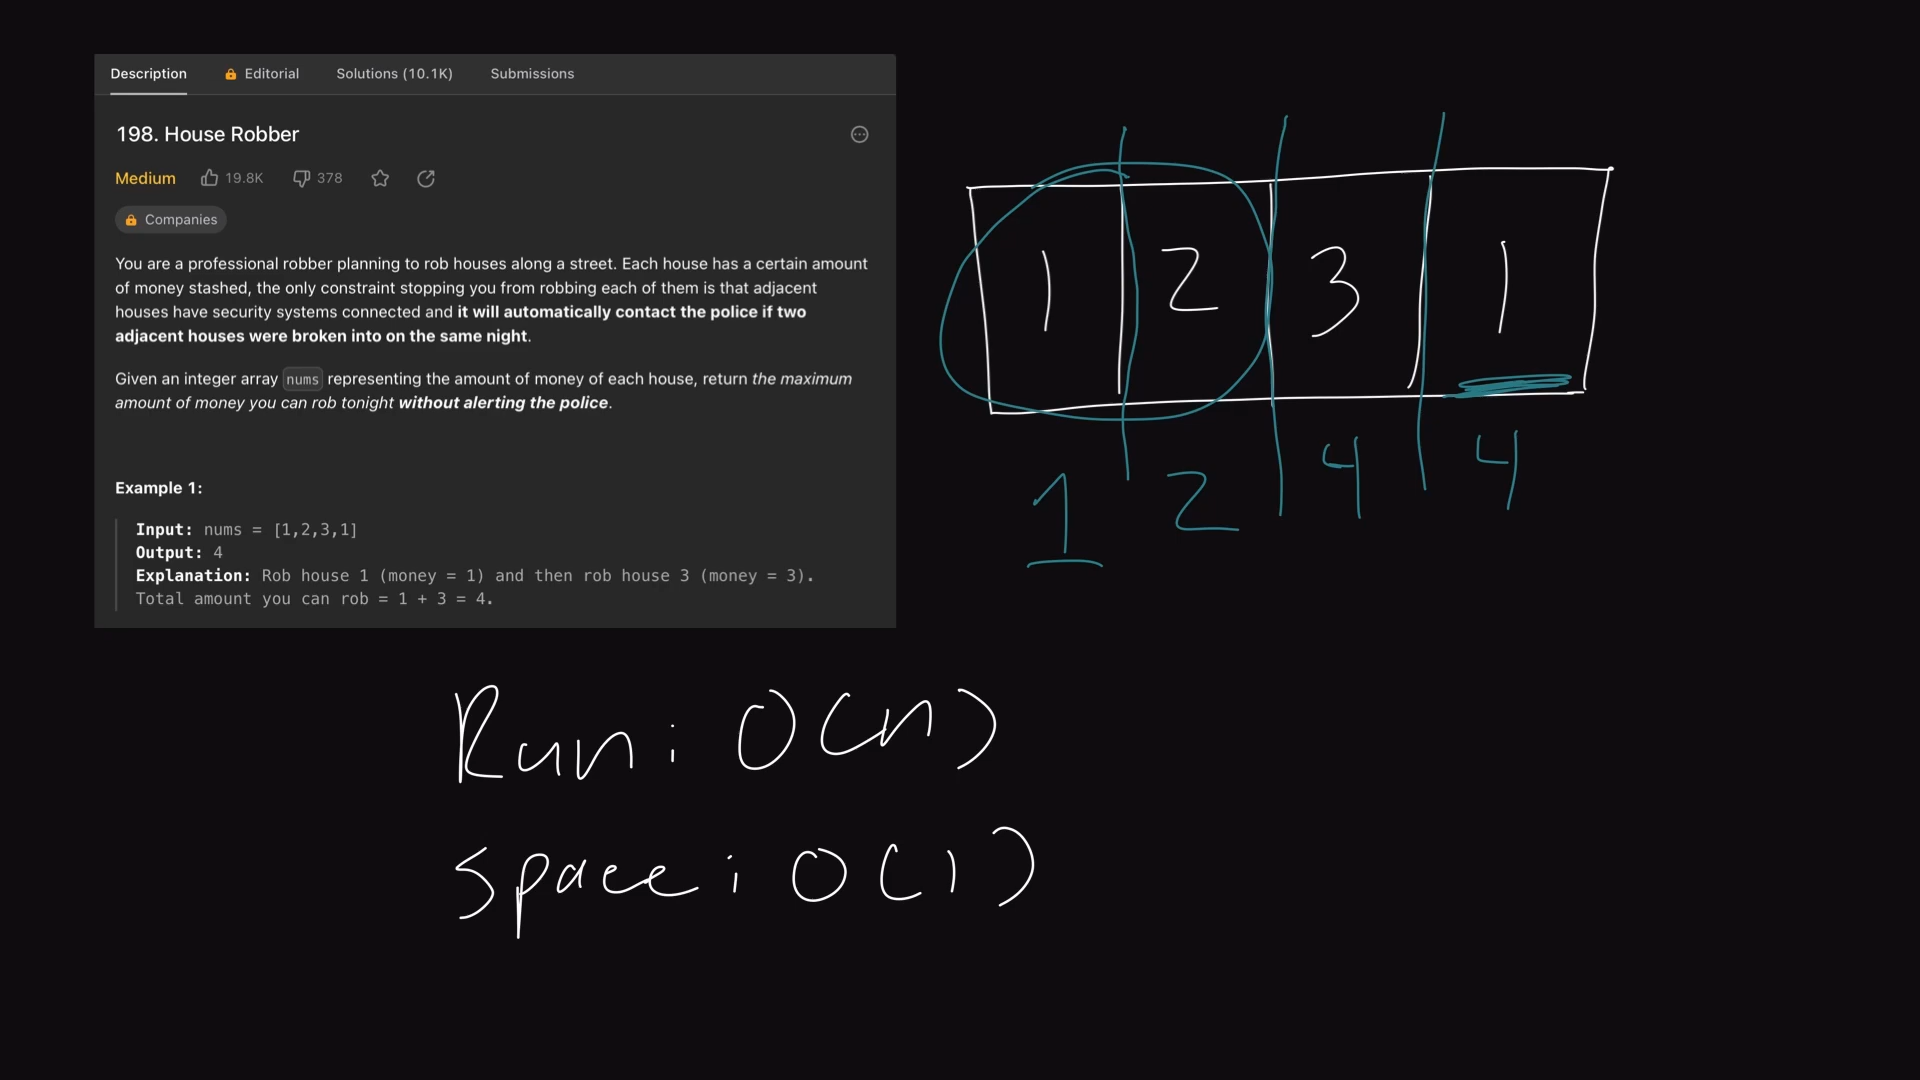 Description Editorial Solutions (10.1K) Submissions
198. House Robber
Medium 19.8K 378
Companies
You are a professional robber planning to rob houses along a street. Each house has a certain amount
of money stashed, the only constraint stopping you from robbing each of them is that adjacent
houses have security systems connected and it will automatically contact the police if two
adjacent houses were broken into on the same night.
Given an integer array nums representing the amount of money of each house, return the maximum
amount of money you can rob tonight without alerting the police.
Example 1:
Input: nums = [1,2,3,1]
Output: 4
Explanation: Rob house 1 (money = 1) and then rob house 3 (money = 3).
Total amount you can rob = 1 + 3 = 4.
1 2 3 1
1 2 4 4
Run: O(n)
Space: O(1)